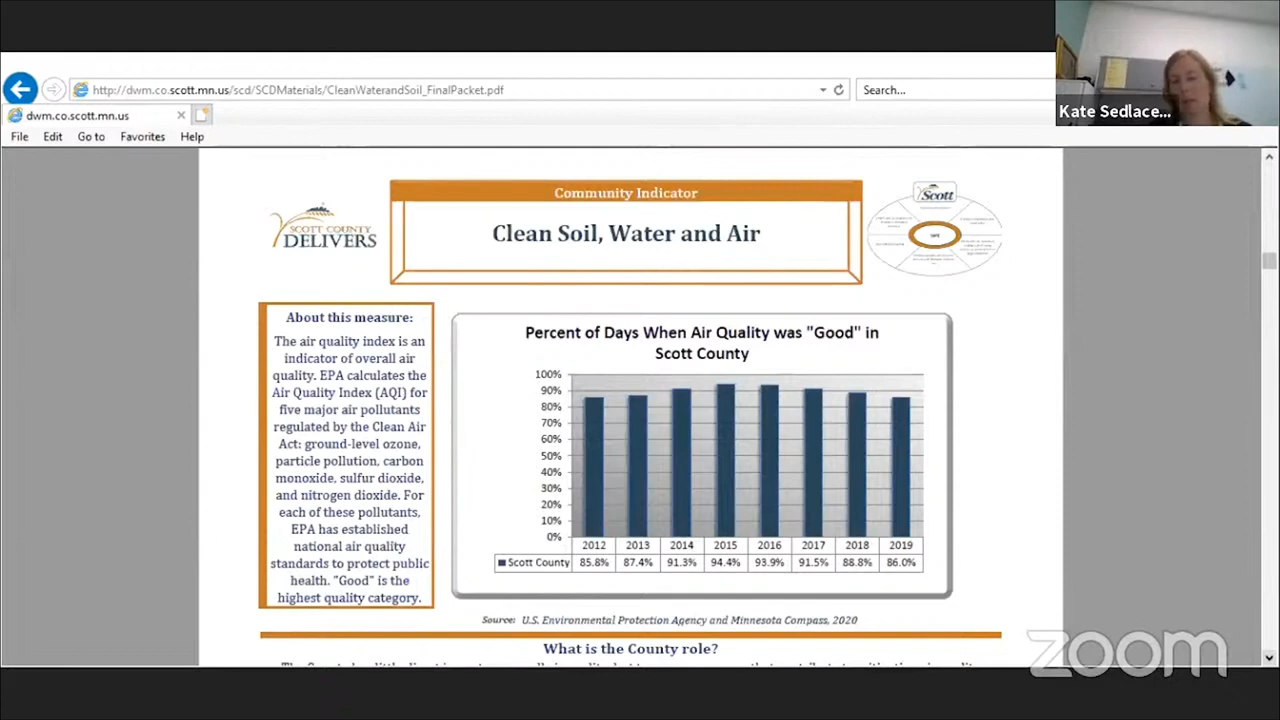 http://dwm.co.scott.mn.us/scd/SCDMaterials/CleanWaterandSoil_FinalPacket.pdf
Search...
dwm.co.scott.mn.us
File Edit Go to Favorites Help
Kate Sedlace...
SCOTT COUNTY
DELIVERS
Community Indicator
Clean Soil, Water and Air
Scott
About this measure:
The air quality index is an
indicator of overall air
quality. EPA calculates the
Air Quality Index (AQI) for
five major air pollutants
regulated by the Clean Air
Act: ground-level ozone,
particle pollution, carbon
monoxide, sulfur dioxide,
and nitrogen dioxide. For
each of these pollutants,
EPA has established
national air quality
standards to protect public
health. "Good" is the
highest quality category.
Percent of Days When Air Quality was "Good" in
Scott County
100%
90%
80%
70%
60%
50%
40%
30%
20%
10%
0%
2012 2013 2014 2015 2016 2017 2018 2019
Scott County 85.8% 87.4% 91.3% 94.4% 93.9% 91.5% 88.8% 86.0%
Source: U.S. Environmental Protection Agency and Minnesota Compass, 2020
What is the County role?
zoom